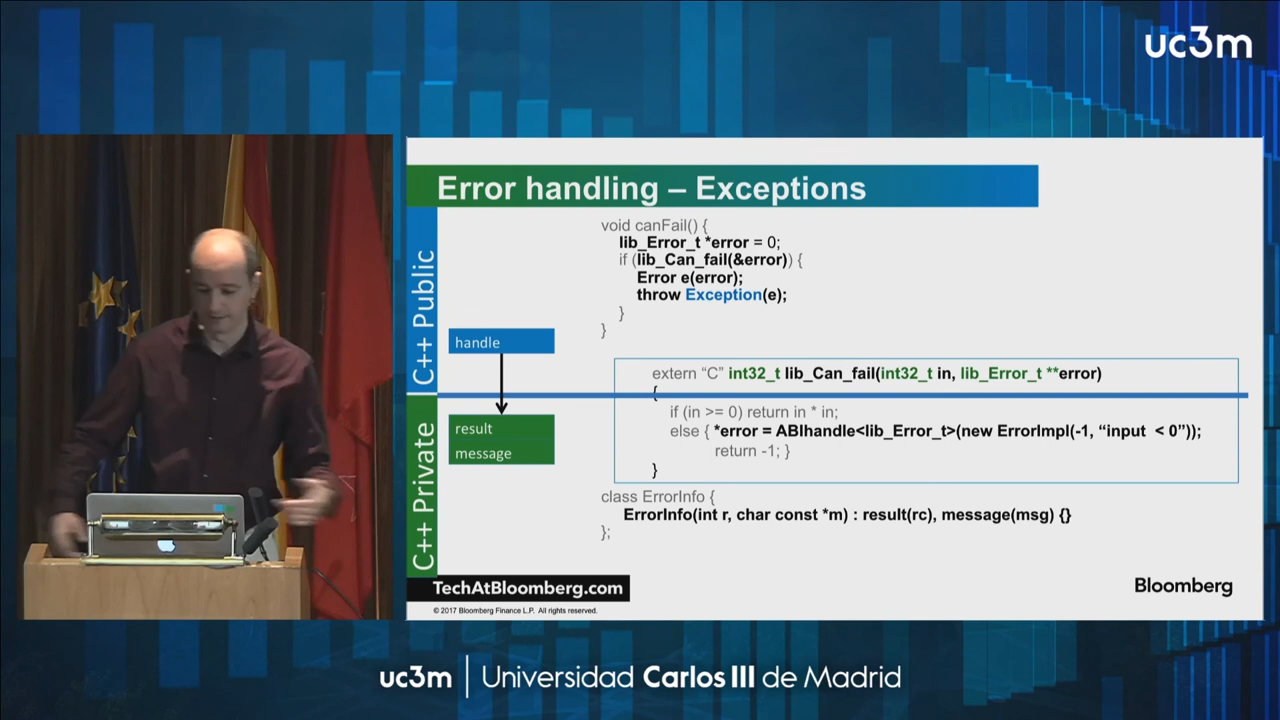 uc3m
Error handling – Exceptions
C++ Public
void canFail() {
lib_Error_t *error = 0;
if (lib_Can_fail(&error)) {
Error e(error);
throw Exception(e);
}
}
handle
extern “C” int32_t lib_Can_fail(int32_t in, lib_Error_t **error)
{
C++ Private
result
message
if (in >= 0) return in * in;
else { *error = ABIhandle<lib_Error_t>(new ErrorImpl(-1, “input < 0”));
return -1; }
}
class ErrorInfo {
ErrorInfo(int r, char const *m) : result(rc), message(msg) {}
};
TechAtBloomberg.com
Bloomberg
© 2017 Bloomberg Finance L.P. All rights reserved.
uc3m | Universidad Carlos III de Madrid